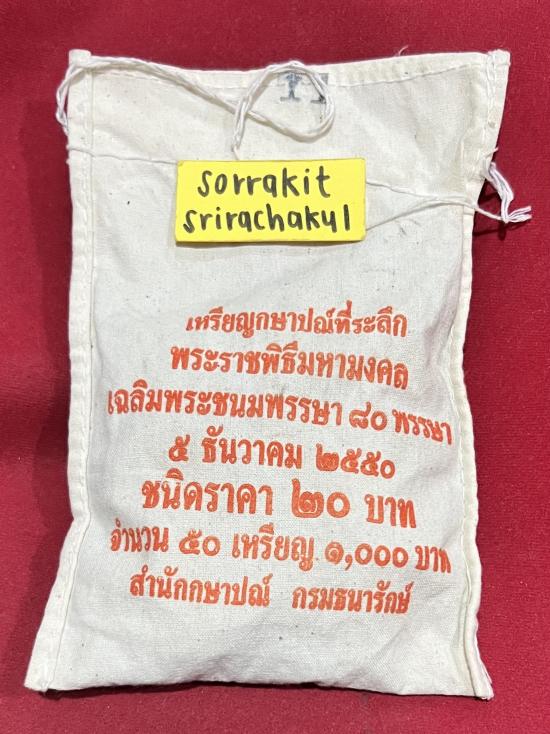 sorrakit
srirachakul
เหรียญกษาปณ์ที่ระลึก
พระราชพิธีมหามงคล
เฉลิมพระชนมพรรษา ๘๐ พรรษา
๕ ธันวาคม ๒๕๕๐
ชนิดราคา ๒๐ บาท
จำนวน ๕๐ เหรียญ ๑,๐๐๐ บาท
สำนักกษาปณ์ กรมธนารักษ์